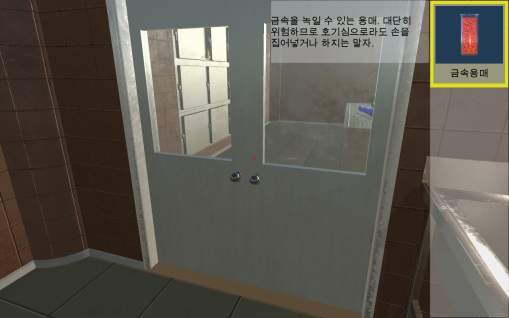 금속을 녹일 수 있는 용매. 대단히
위험하므로 호기심으로라도 손을
집어넣거나 하지는 말자.
금속용매